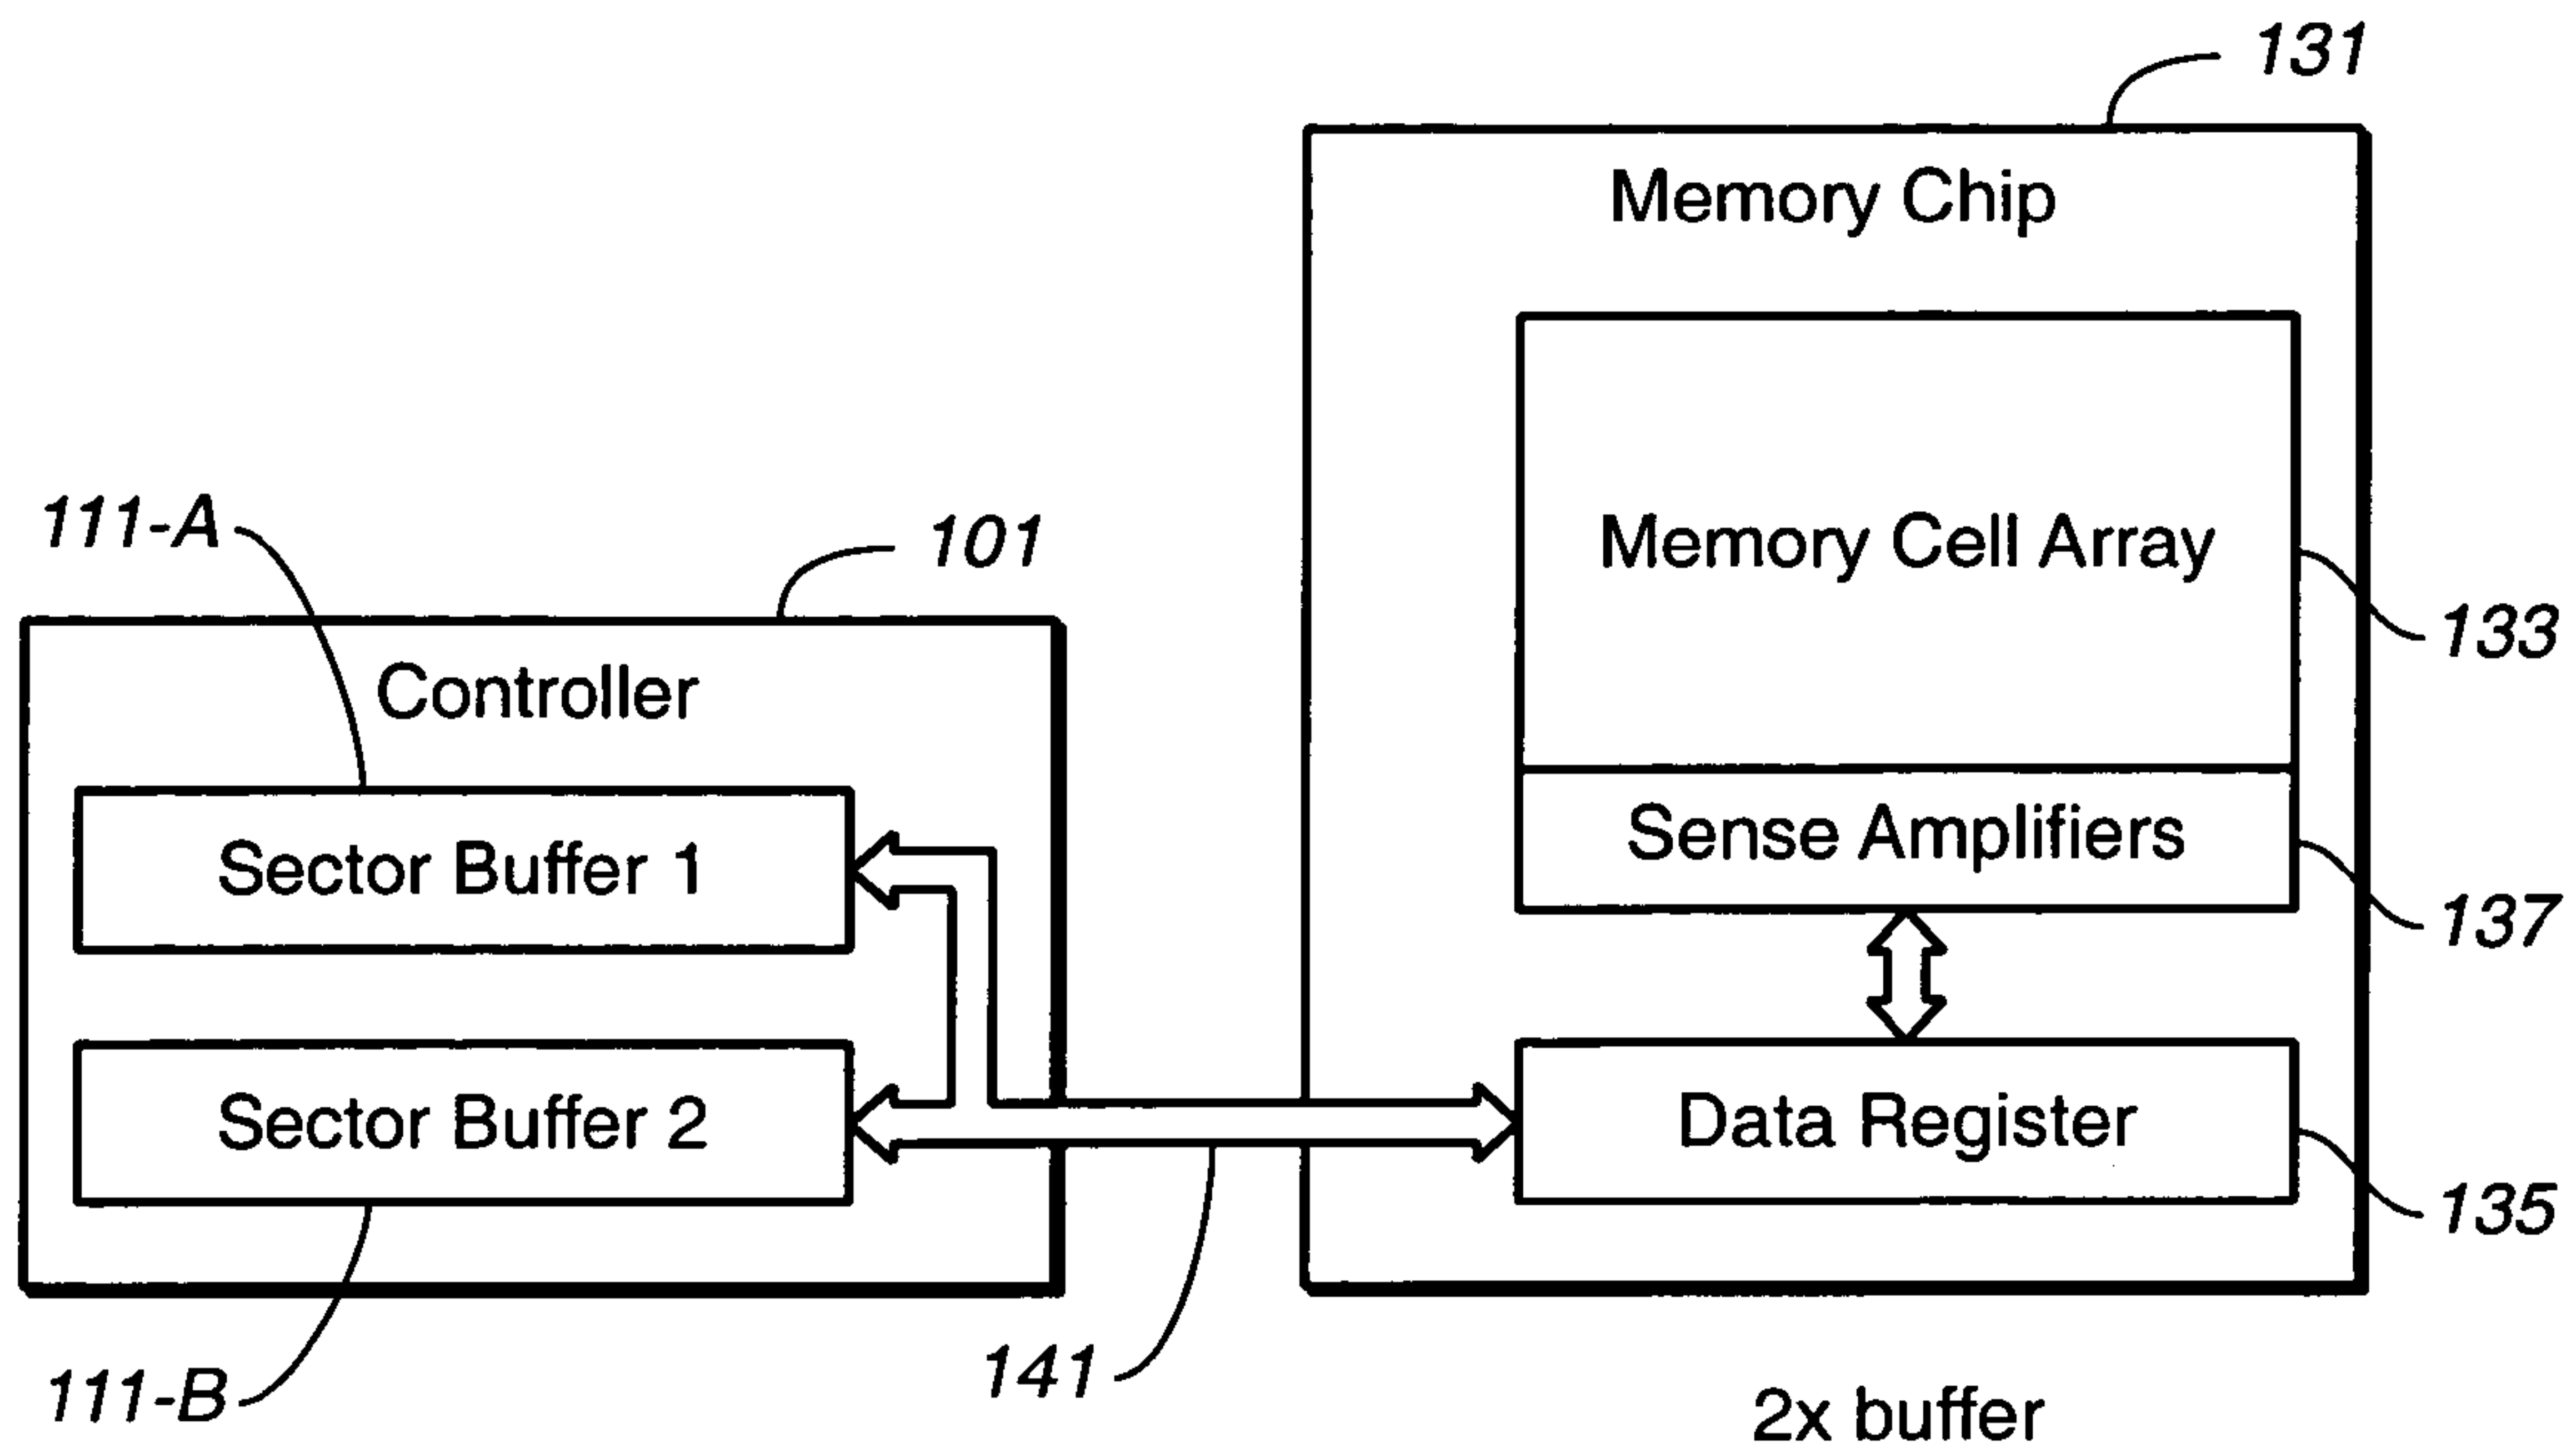 131
Memory Chip
Memory Cell Array
111-A
101
133
Controller
Sector Buffer 1
Sense Amplifiers
137
Sector Buffer 2
Data Register
135
141
111-B
2x buffer